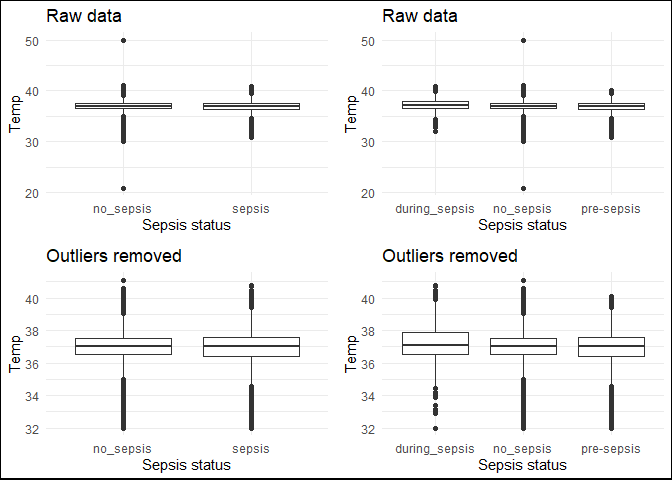 Raw data
Raw data
50
40
30
20
Temp
no_sepsis sepsis
Sepsis status
50
40
30
20
Temp
during_sepsis no_sepsis pre-sepsis
Sepsis status
Outliers removed
Outliers removed
40
38
36
34
32
Temp
no_sepsis sepsis
Sepsis status
40
38
36
34
32
Temp
during_sepsis no_sepsis pre-sepsis
Sepsis status